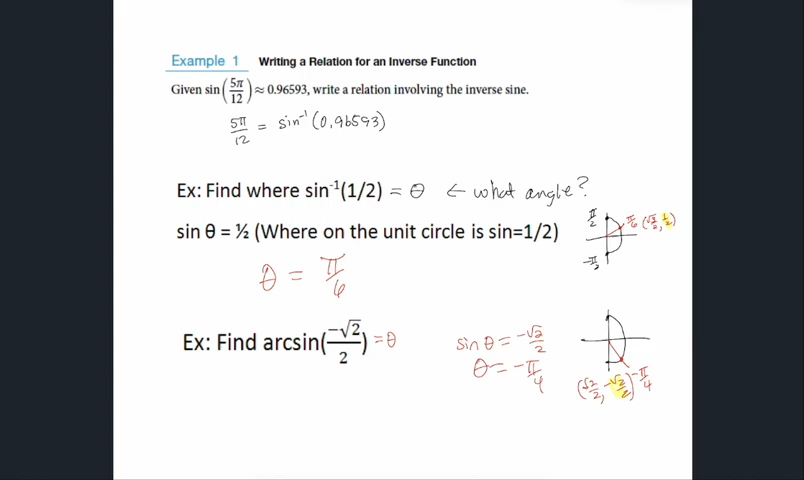 Example 1 Writing a Relation for an Inverse Function
Given sin(5π/12) ≈ 0.96593, write a relation involving the inverse sine.
5π/12 = sin⁻¹(0.96593)
Ex: Find where sin⁻¹(1/2) = θ ← what angle?
π/2
π/6 (√3/2, 1/2)
sin θ = ½ (Where on the unit circle is sin=1/2)
-π/2
θ = π/6
Ex: Find arcsin(-√2/2) = θ
sin θ = -√2/2
θ = -π/4
(√2/2, -√2/2) -π/4